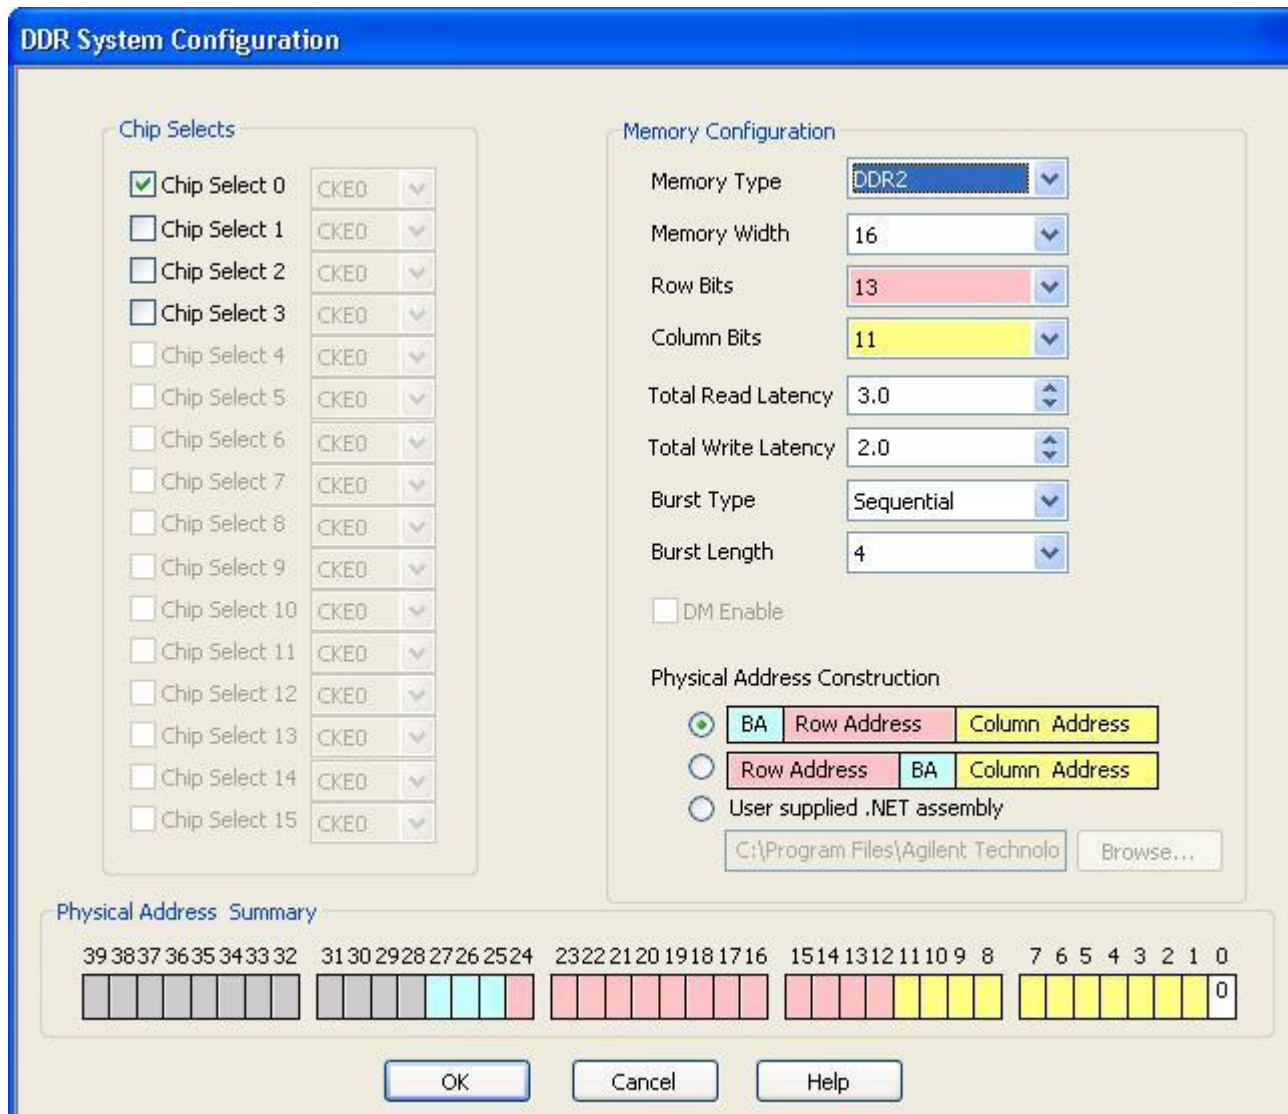 DDR System Configuration
Chip Selects
Chip Select 0 CKE0
Chip Select 1 CKE0
Chip Select 2 CKE0
Chip Select 3 CKE0
Chip Select 4 CKE0
Chip Select 5 CKE0
Chip Select 6 CKE0
Chip Select 7 CKE0
Chip Select 8 CKE0
Chip Select 9 CKE0
Chip Select 10 CKE0
Chip Select 11 CKE0
Chip Select 12 CKE0
Chip Select 13 CKE0
Chip Select 14 CKE0
Chip Select 15 CKE0
Memory Configuration
Memory Type DDR2
Memory Width 16
Row Bits 13
Column Bits 11
Total Read Latency 3.0
Total Write Latency 2.0
Burst Type Sequential
Burst Length 4
DM Enable
Physical Address Construction
BA Row Address Column Address
Row Address BA Column Address
User supplied .NET assembly
C:\Program Files\Agilent Technolo Browse...
Physical Address Summary
39 38 37 36 35 34 33 32 31 30 29 28 27 26 25 24 23 22 21 20 19 18 17 16 15 14 13 12 11 10 9 8 7 6 5 4 3 2 1 0
0
OK Cancel Help